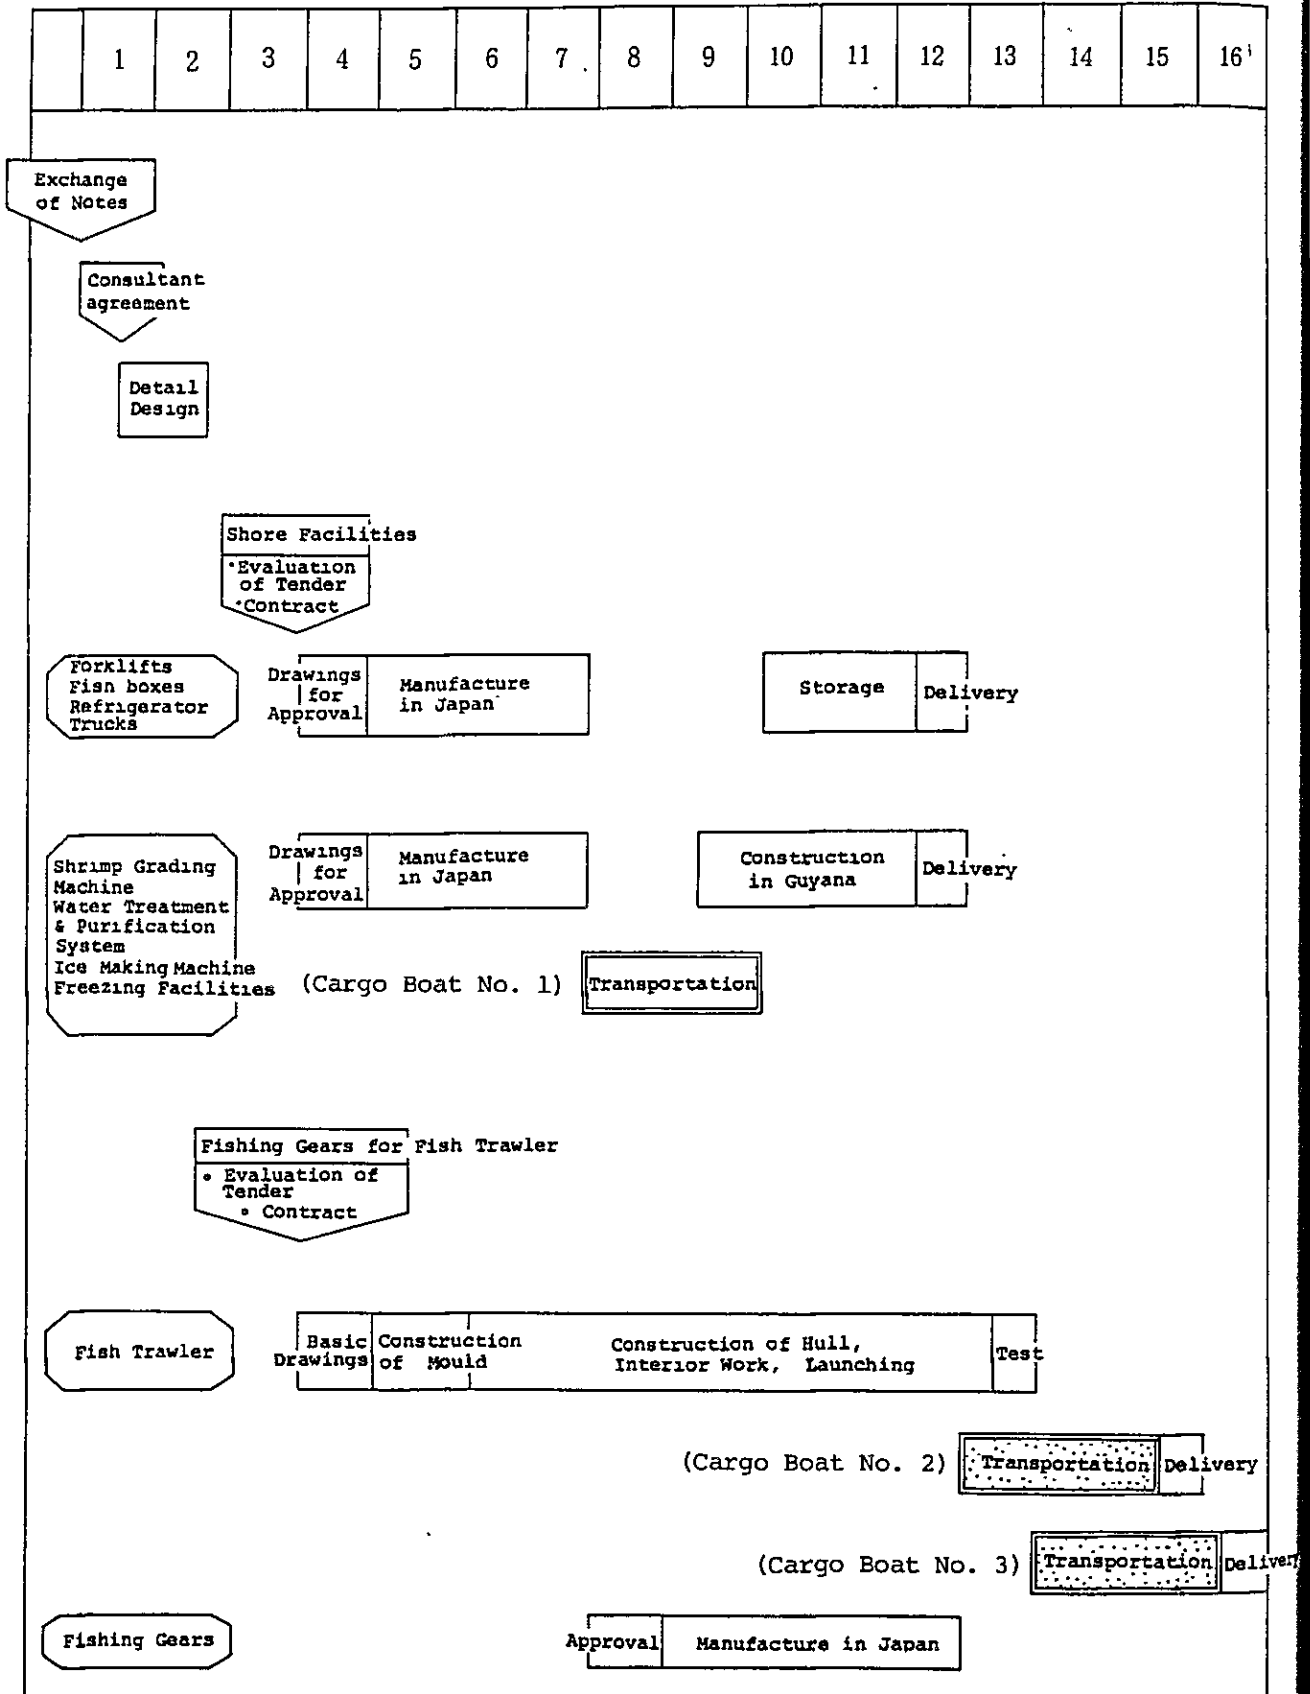 1 2 3 4 5 6 7 8 9 10 11 12 13 14 15 16
Exchange
of Notes
Consultant
agreement
Detail
Design
Shore Facilities
•Evaluation
of Tender
•Contract
Forklifts
Fish boxes
Refrigerator
Trucks
Drawings
for
Approval
Manufacture
in Japan
Storage
Delivery
Shrimp Grading
Machine
Water Treatment
& Purification
System
Ice Making Machine
Freezing Facilities
Drawings
for
Approval
Manufacture
in Japan
Construction
in Guyana
Delivery
(Cargo Boat No. 1) Transportation
Fishing Gears for Fish Trawler
• Evaluation of
Tender
• Contract
Fish Trawler
Basic
Drawings
Construction
of Mould
Construction of Hull,
Interior Work, Launching
Test
(Cargo Boat No. 2) Transportation Delivery
(Cargo Boat No. 3) Transportation Delivery
Fishing Gears
Approval
Manufacture in Japan